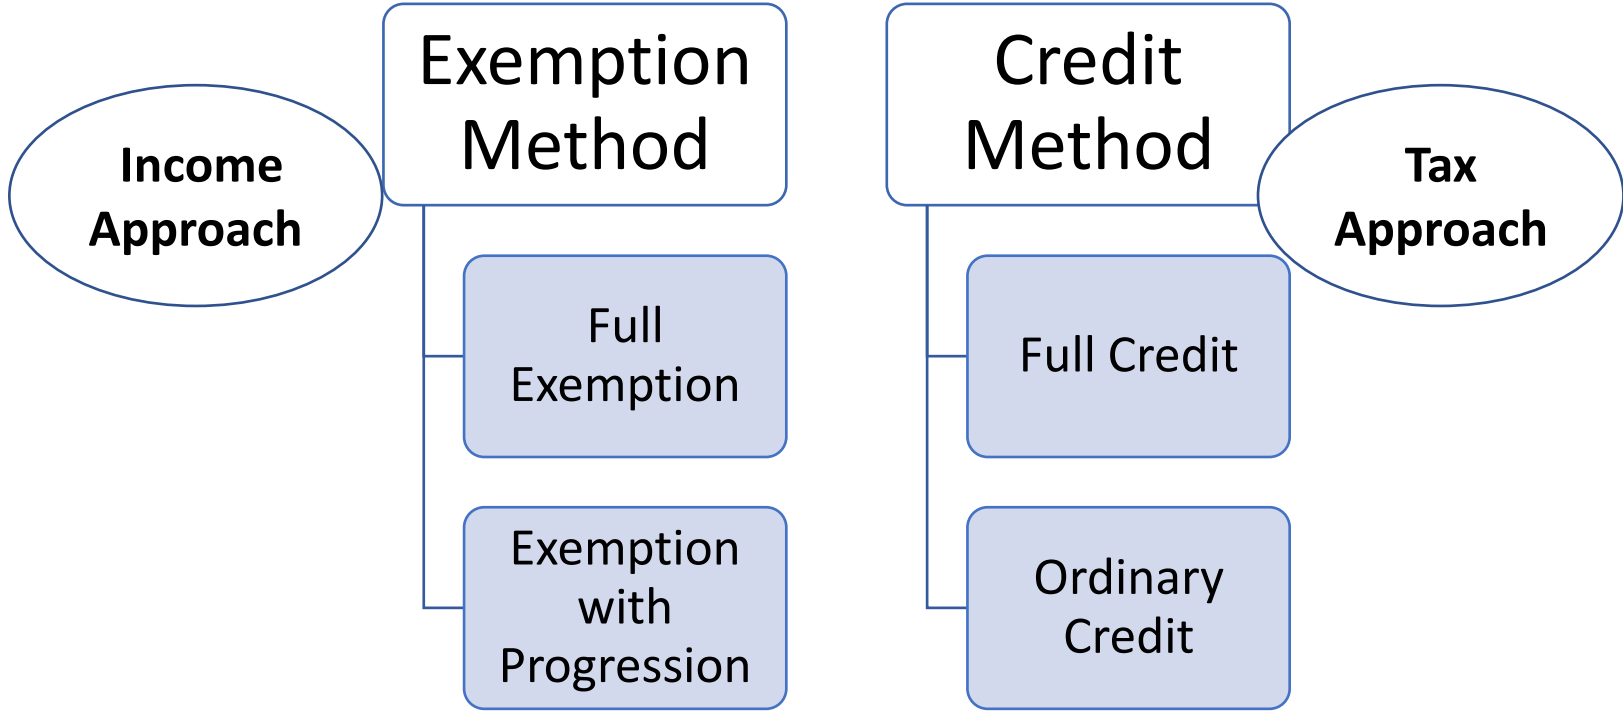 Income
Approach
Exemption
Method
Full
Exemption
Exemption
with
Progression
Credit
Method
Tax
Approach
Full Credit
Ordinary
Credit